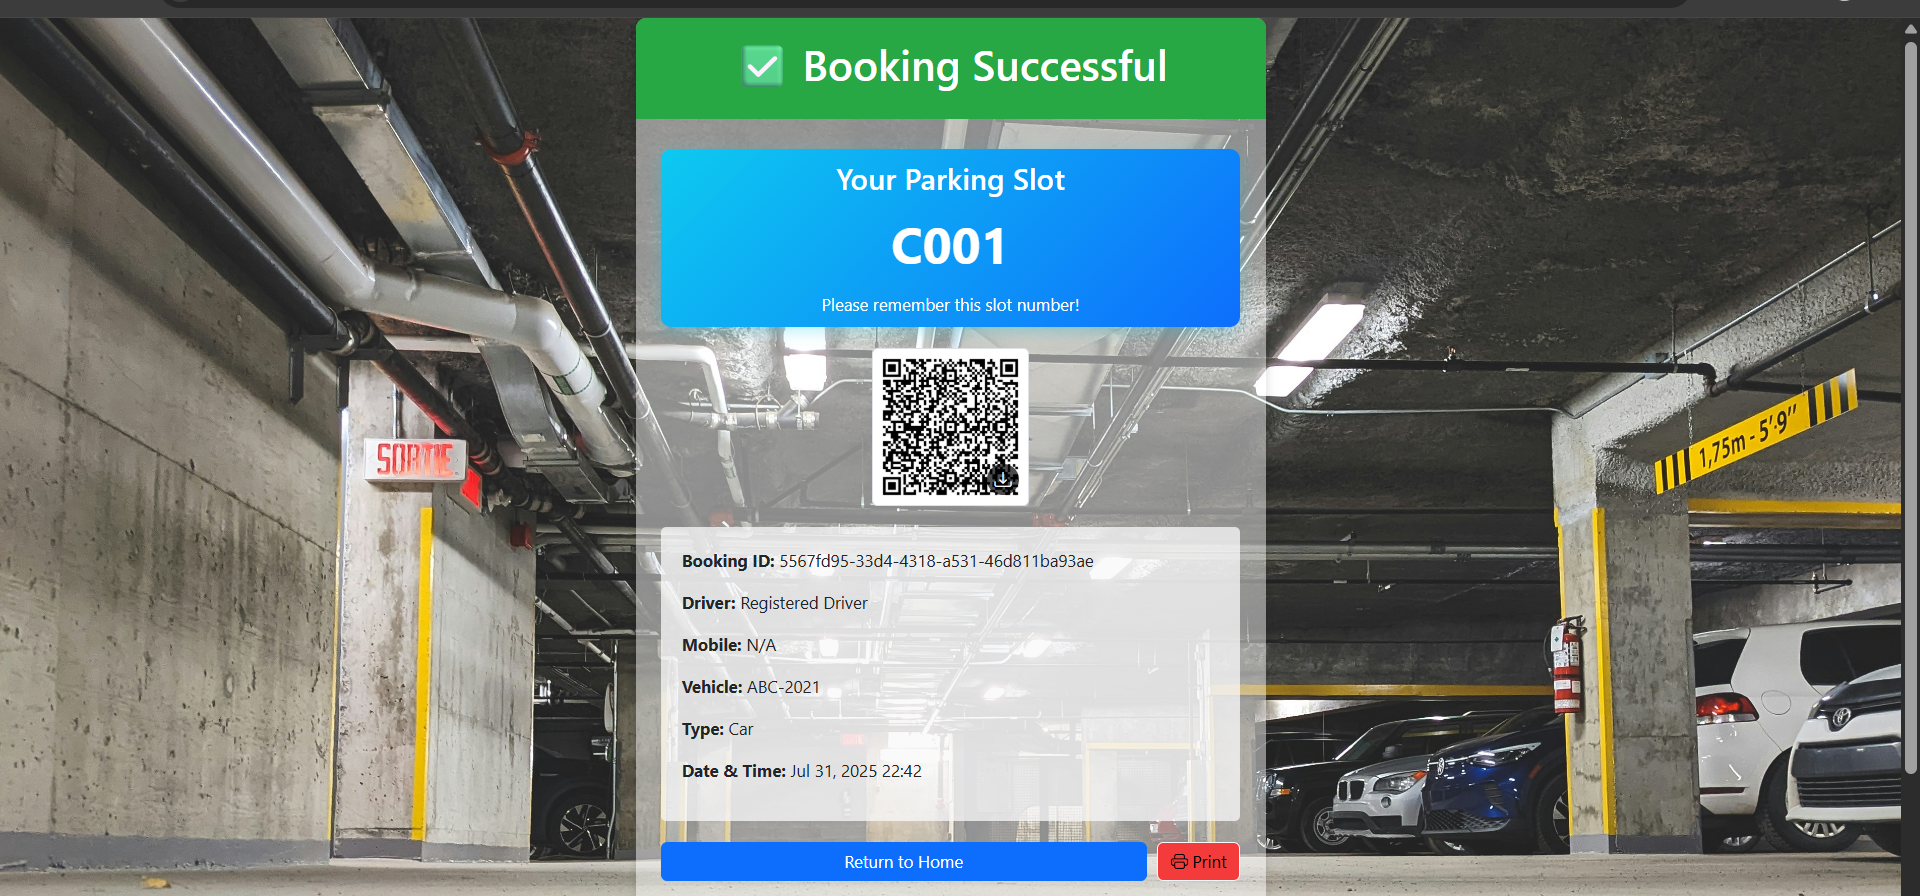 Booking Successful
Your Parking Slot
C001
Please remember this slot number!
SORTIE
1,75m - 5'-9"
Booking ID: 5567fd95-33d4-4318-a531-46d811ba93ae
Driver: Registered Driver
Mobile: N/A
Vehicle: ABC-2021
Type: Car
Date & Time: Jul 31, 2025 22:42
Return to Home
Print